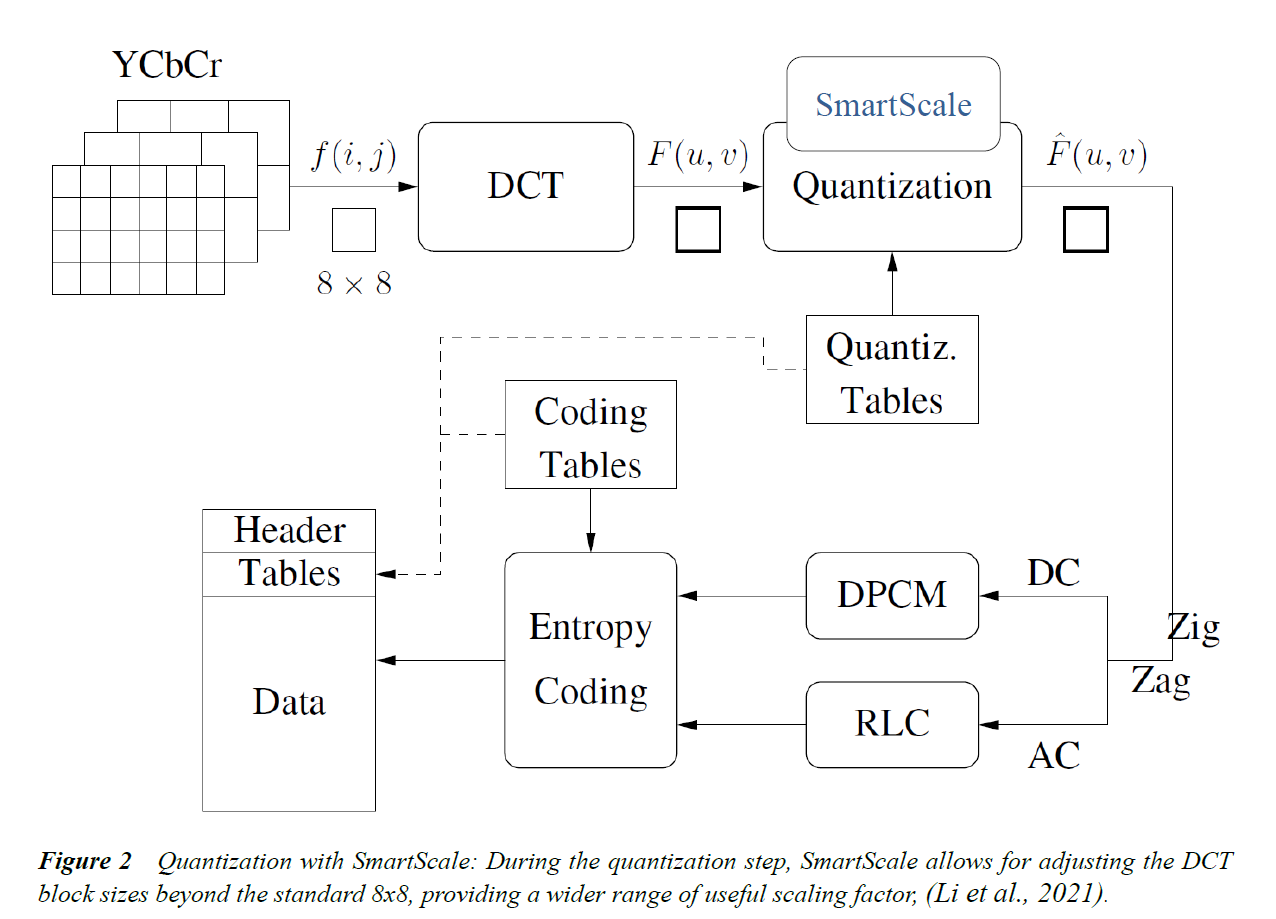 YCbCr
SmartScale
f(i, j)
F(u, v)
F̂(u, v)
DCT
Quantization
8 × 8
Quantiz.
Tables
Coding
Tables
Header
Tables
Data
Entropy
Coding
DPCM
DC
RLC
AC
Zig
Zag
Figure 2 Quantization with SmartScale: During the quantization step, SmartScale allows for adjusting the DCT
block sizes beyond the standard 8x8, providing a wider range of useful scaling factor, (Li et al., 2021).